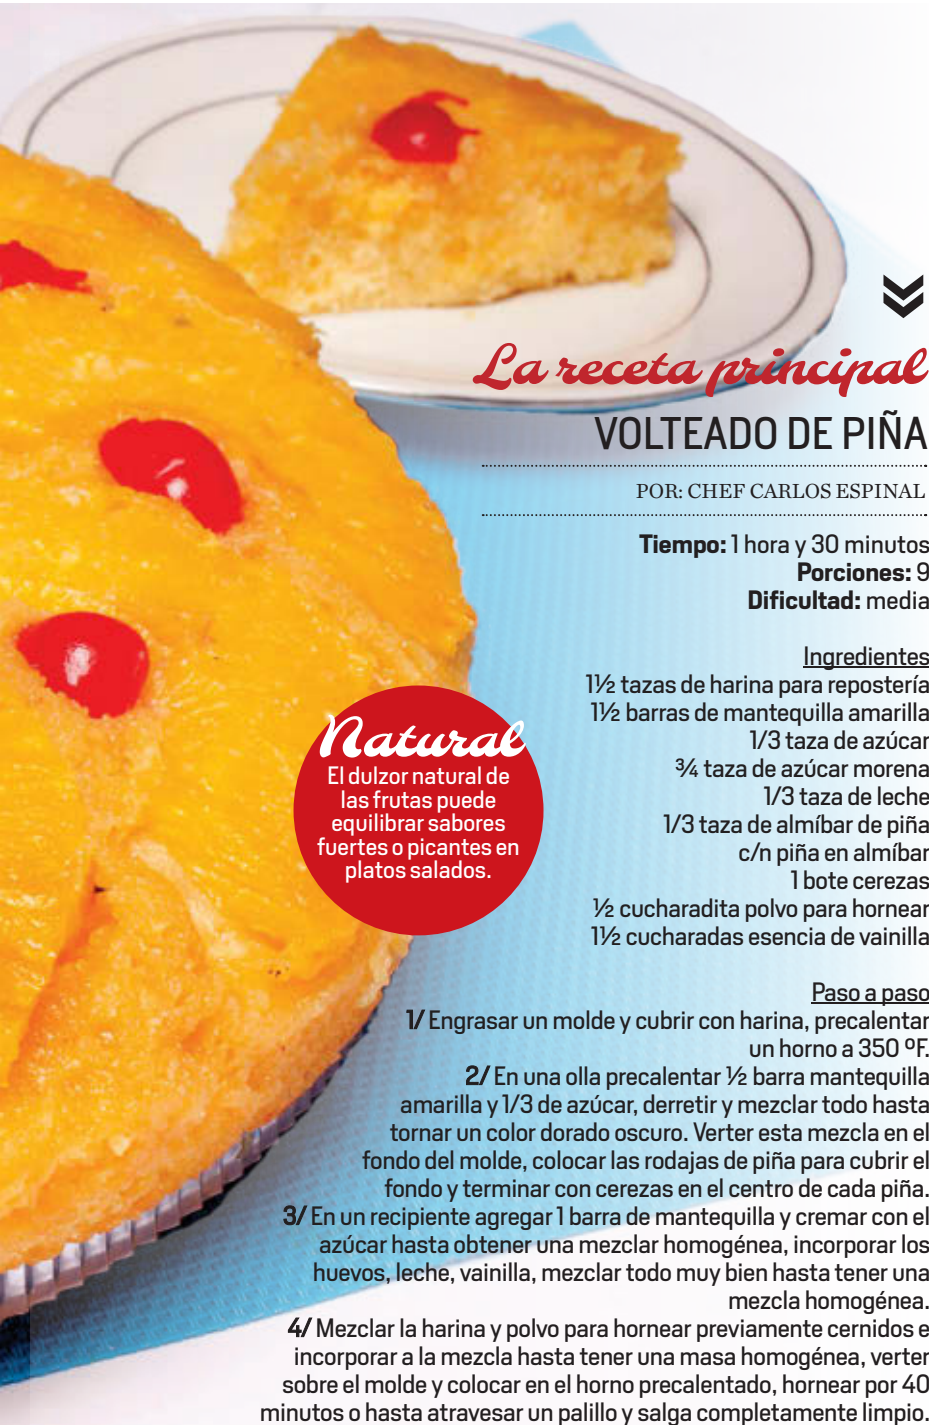 La receta principal
VOLTEADO DE PIÑA
POR: CHEF CARLOS ESPINAL
Tiempo: 1 hora y 30 minutos
Porciones: 9
Dificultad: media
Ingredientes
1½ tazas de harina para repostería
1½ barras de mantequilla amarilla
1/3 taza de azúcar
¾ taza de azúcar morena
1/3 taza de leche
1/3 taza de almíbar de piña
c/n piña en almíbar
1 bote cerezas
½ cucharadita polvo para hornear
1½ cucharadas esencia de vainilla
Natural
El dulzor natural de
las frutas puede
equilibrar sabores
fuertes o picantes en
platos salados.
Paso a paso
1/ Engrasar un molde y cubrir con harina, precalentar
un horno a 350 ºF.
2/ En una olla precalentar ½ barra mantequilla
amarilla y 1/3 de azúcar, derretir y mezclar todo hasta
tornar un color dorado oscuro. Verter esta mezcla en el
fondo del molde, colocar las rodajas de piña para cubrir el
fondo y terminar con cerezas en el centro de cada piña.
3/ En un recipiente agregar 1 barra de mantequilla y cremar con el
azúcar hasta obtener una mezclar homogénea, incorporar los
huevos, leche, vainilla, mezclar todo muy bien hasta tener una
mezcla homogénea.
4/ Mezclar la harina y polvo para hornear previamente cernidos e
incorporar a la mezcla hasta tener una masa homogénea, verter
sobre el molde y colocar en el horno precalentado, hornear por 40
minutos o hasta atravesar un palillo y salga completamente limpio.